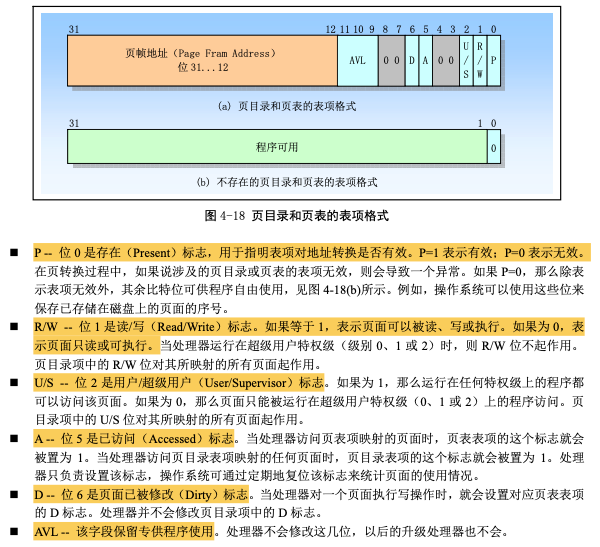 31 12 11 10 9 8 7 6 5 4 3 2 1 0
页帧地址（Page Fram Address）
位 31...12
AVL 0 0 D A 0 0 U/S R/W P
(a) 页目录和页表的表项格式
31 1 0
程序可用 0
(b) 不存在的页目录和页表的表项格式
图 4-18 页目录和页表的表项格式
■ P -- 位 0 是存在（Present）标志，用于指明表项对地址转换是否有效。P=1 表示有效；P=0 表示无效。
在页转换过程中，如果说涉及的页目录或页表的表项无效，则会导致一个异常。如果 P=0，那么除表
示表项无效外，其余比特位可供程序自由使用，见图 4-18(b)所示。例如，操作系统可以使用这些位来
保存已存储在磁盘上的页面的序号。
■ R/W -- 位 1 是读/写（Read/Write）标志。如果等于 1，表示页面可以被读、写或执行。如果为 0，表
示页面只读或可执行。当处理器运行在超级用户特权级（级别 0、1 或 2）时，则 R/W 位不起作用。
页目录项中的 R/W 位对其所映射的所有页面起作用。
■ U/S -- 位 2 是用户/超级用户（User/Supervisor）标志。如果为 1，那么运行在任何特权级上的程序都
可以访问该页面。如果为 0，那么页面只能被运行在超级用户特权级（0、1 或 2）上的程序访问。页
目录项中的 U/S 位对其所映射的所有页面起作用。
■ A -- 位 5 是已访问（Accessed）标志。当处理器访问页表项映射的页面时，页表表项的这个标志就会
被置为 1。当处理器访问页目录表项映射的任何页面时，页目录表项的这个标志就会被置为 1。处理
器只负责设置该标志，操作系统可通过定期地复位该标志来统计页面的使用情况。
■ D -- 位 6 是页面已被修改（Dirty）标志。当处理器对一个页面执行写操作时，就会设置对应页表表项
的 D 标志。处理器并不会修改页目录项中的 D 标志。
■ AVL -- 该字段保留专供程序使用。处理器不会修改这几位，以后的升级处理器也不会。